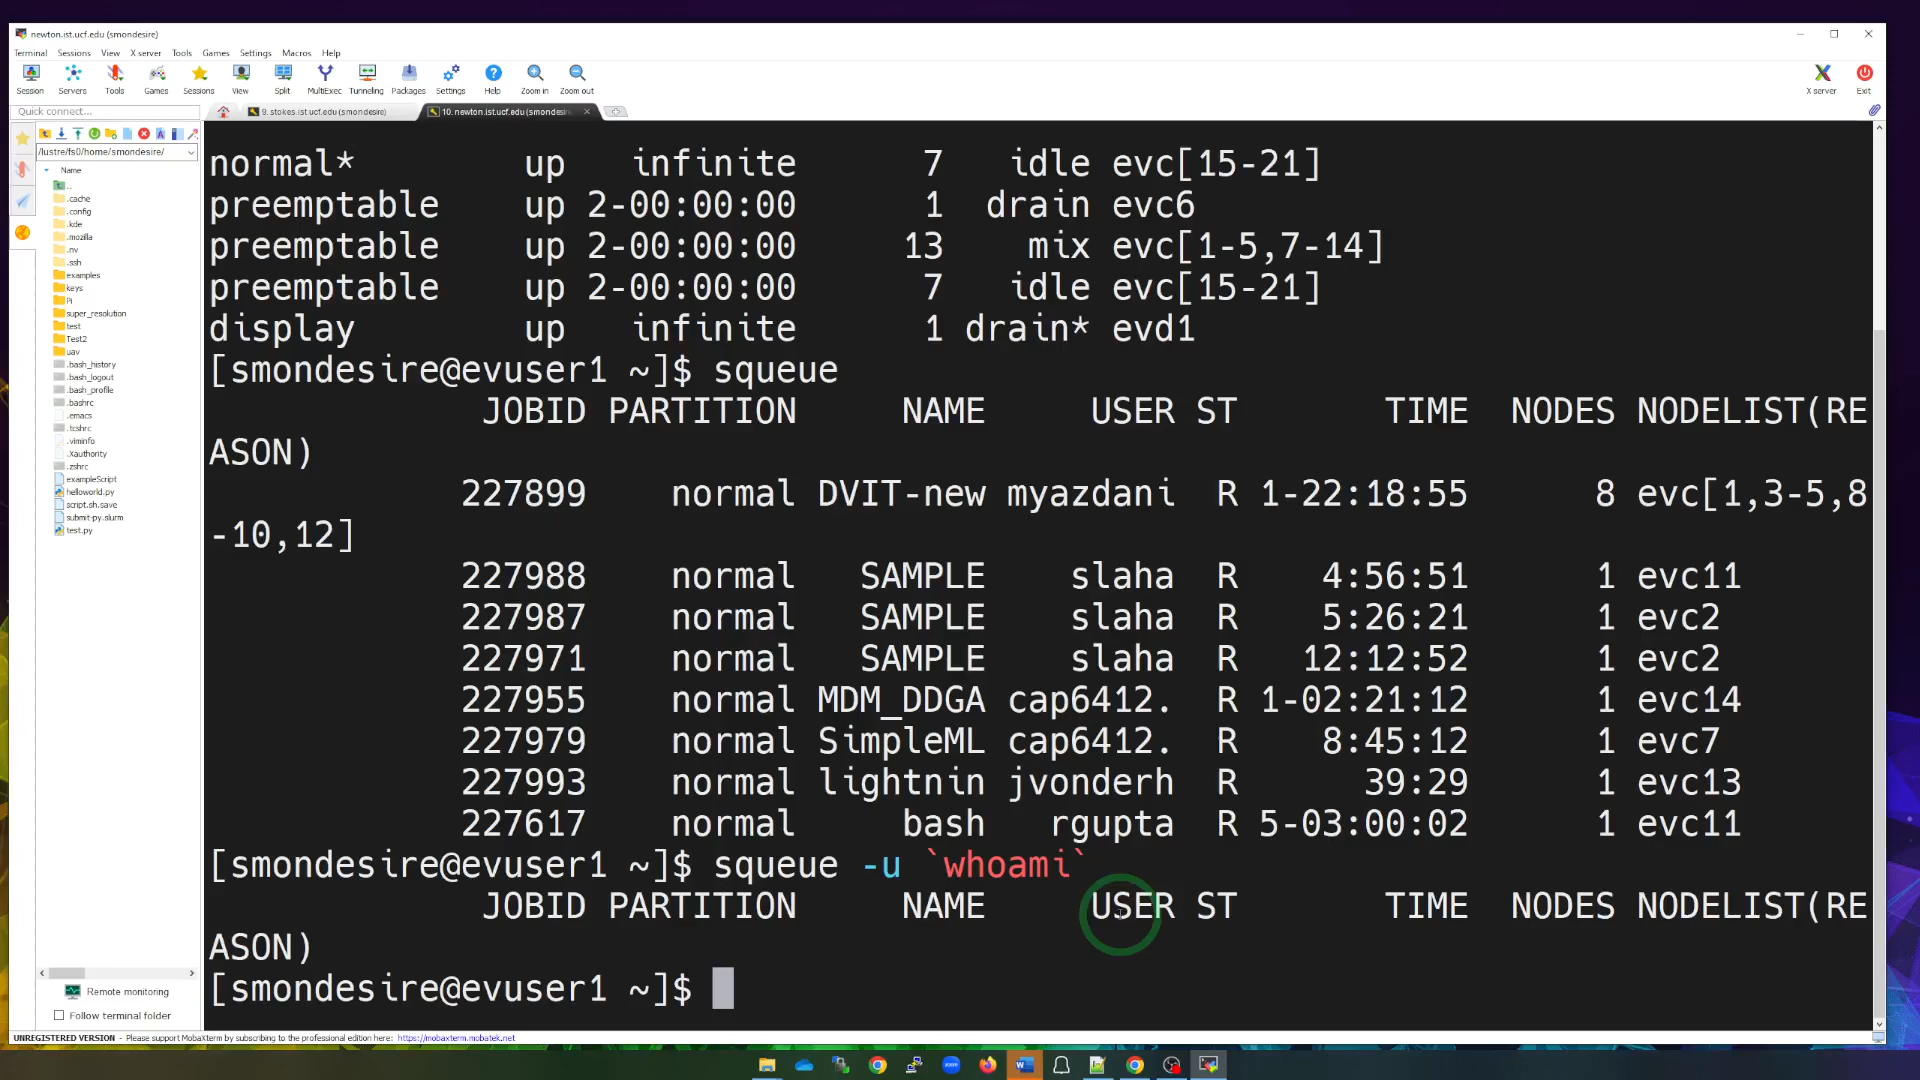 newton.ist.ucf.edu (smondesire)
Terminal Sessions View X server Tools Games Settings Macros Help
Session Servers Tools Games Sessions View Split MultiExec Tunneling Packages Settings Help Zoom in Zoom out X server Exit
Quick connect...
9. stokes.ist.ucf.edu (smondesire)
10. newton.ist.ucf.edu (smondesire
/lustre/fs0/home/smondesire/
Name
..
.cache
.config
.kde
.mozilla
.nv
.ssh
examples
keys
Pi
super_resolution
test
Test2
uav
.bash_history
.bash_logout
.bash_profile
.bashrc
.emacs
.tcshrc
.viminfo
.Xauthority
.zshrc
exampleScript
helloworld.py
script.sh.save
submit-py.slurm
test.py
Remote monitoring
Follow terminal folder
normal* up infinite 7 idle evc[15-21]
preemptable up 2-00:00:00 1 drain evc6
preemptable up 2-00:00:00 13 mix evc[1-5,7-14]
preemptable up 2-00:00:00 7 idle evc[15-21]
display up infinite 1 drain* evd1
[smondesire@evuser1 ~]$ squeue
JOBID PARTITION NAME USER ST TIME NODES NODELIST(RE
ASON)
227899 normal DVIT-new myazdani R 1-22:18:55 8 evc[1,3-5,8
-10,12]
227988 normal SAMPLE slaha R 4:56:51 1 evc11
227987 normal SAMPLE slaha R 5:26:21 1 evc2
227971 normal SAMPLE slaha R 12:12:52 1 evc2
227955 normal MDM_DDGA cap6412. R 1-02:21:12 1 evc14
227979 normal SimpleML cap6412. R 8:45:12 1 evc7
227993 normal lightnin jvonderh R 39:29 1 evc13
227617 normal bash rgupta R 5-03:00:02 1 evc11
[smondesire@evuser1 ~]$ squeue -u `whoami`
JOBID PARTITION NAME USER ST TIME NODES NODELIST(RE
ASON)
[smondesire@evuser1 ~]$
UNREGISTERED VERSION - Please support MobaXterm by subscribing to the professional edition here: https://mobaxterm.mobatek.net